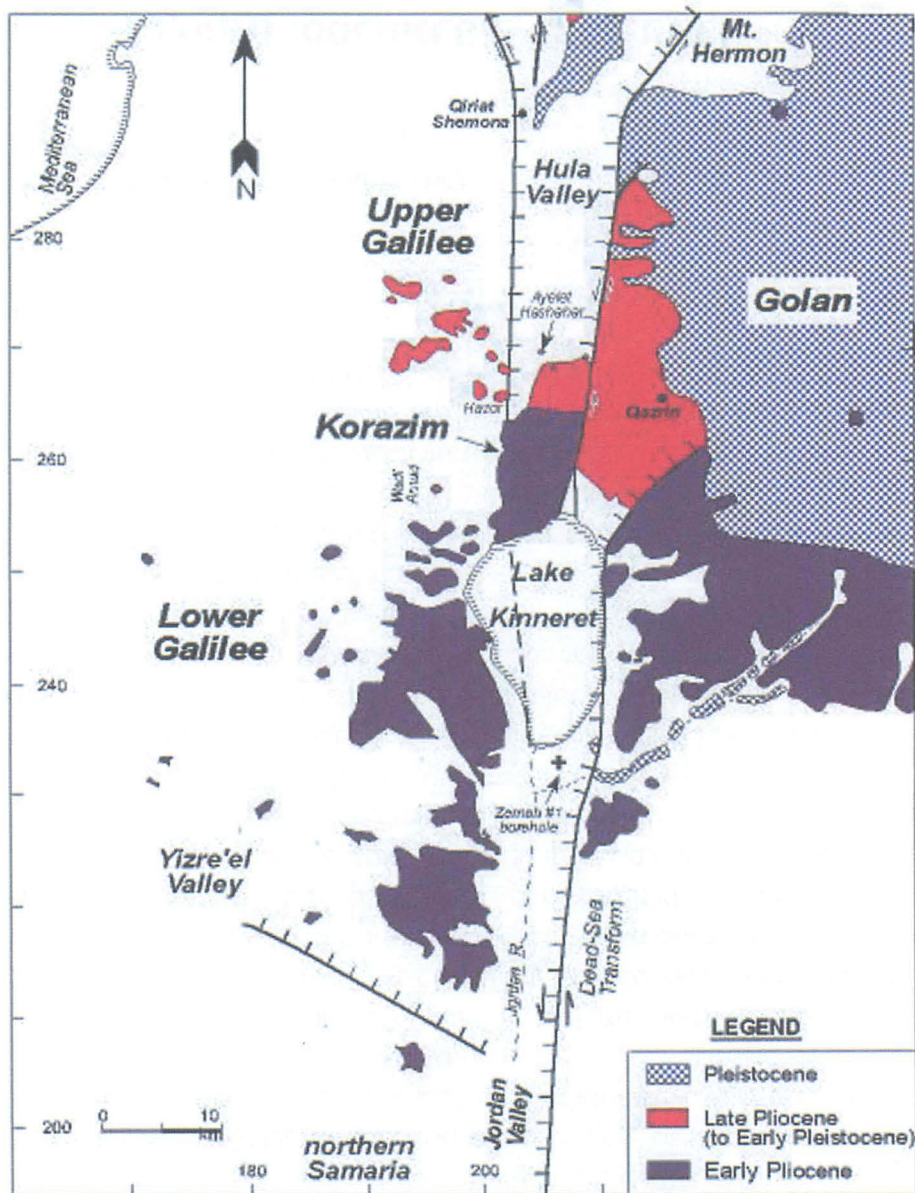 Mt.
Hermon
Mediterranean
Sea
N
Qiriat
Shemona
Hula
Valley
Upper
Galilee
280
Golan
Ayelet
Hashahar
Hazor
Qazrin
Korazim
260
Wadi
Lake
Kinneret
Lower
Galilee
240
Zemah #1
borehole
Yizre'el
Valley
Jordan R.
Dead-Sea
Transform
Jordan
Valley
200
0 10
km
northern
Samaria
180
200
LEGEND
Pleistocene
Late Pliocene
(to Early Pleistocene)
Early Pliocene